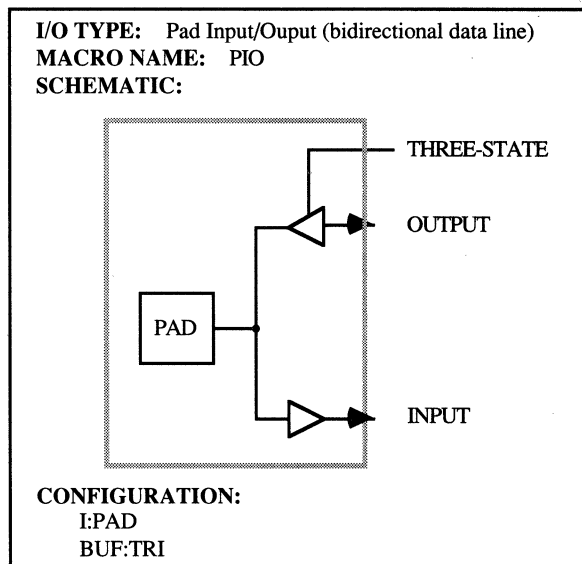 I/O TYPE: Pad Input/Ouput (bidirectional data line)
MACRO NAME: PIO
SCHEMATIC:
THREE-STATE
OUTPUT
PAD
INPUT
CONFIGURATION:
I:PAD
BUF:TRI